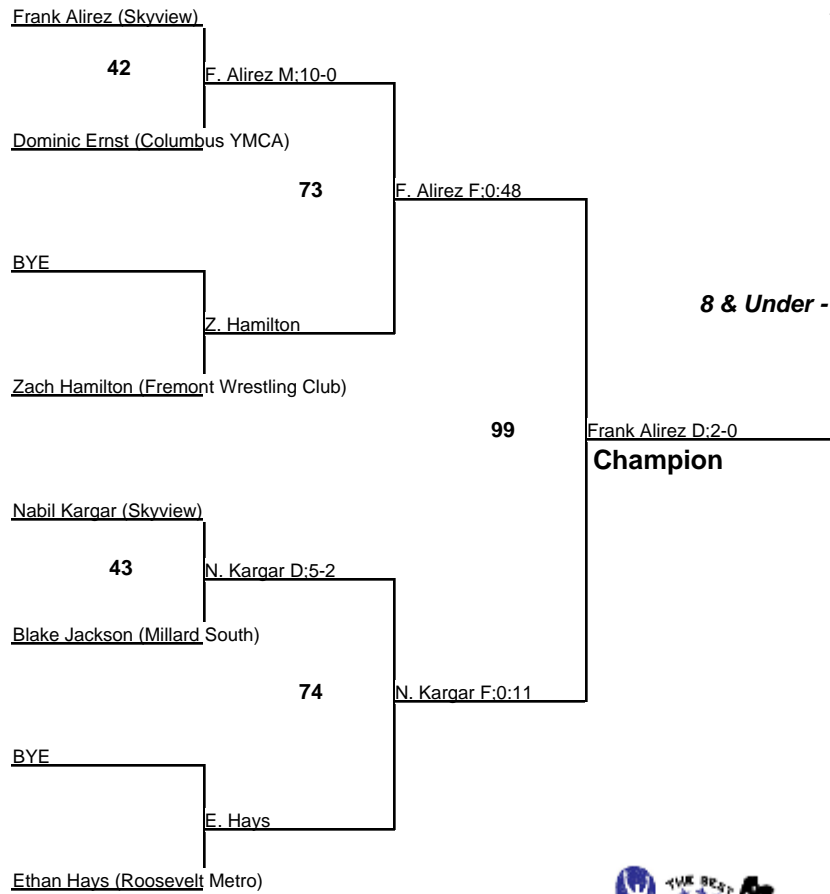 Frank Alirez (Skyview)
42
F. Alirez M;10-0
Dominic Ernst (Columbus YMCA)
73
F. Alirez F;0:48
BYE
8 & Under -
Z. Hamilton
Zach Hamilton (Fremont Wrestling Club)
99
Frank Alirez D;2-0
Champion
Nabil Kargar (Skyview)
43
N. Kargar D;5-2
Blake Jackson (Millard South)
74
N. Kargar F;0:11
BYE
E. Hays
Ethan Hays (Roosevelt Metro)
THE BEST